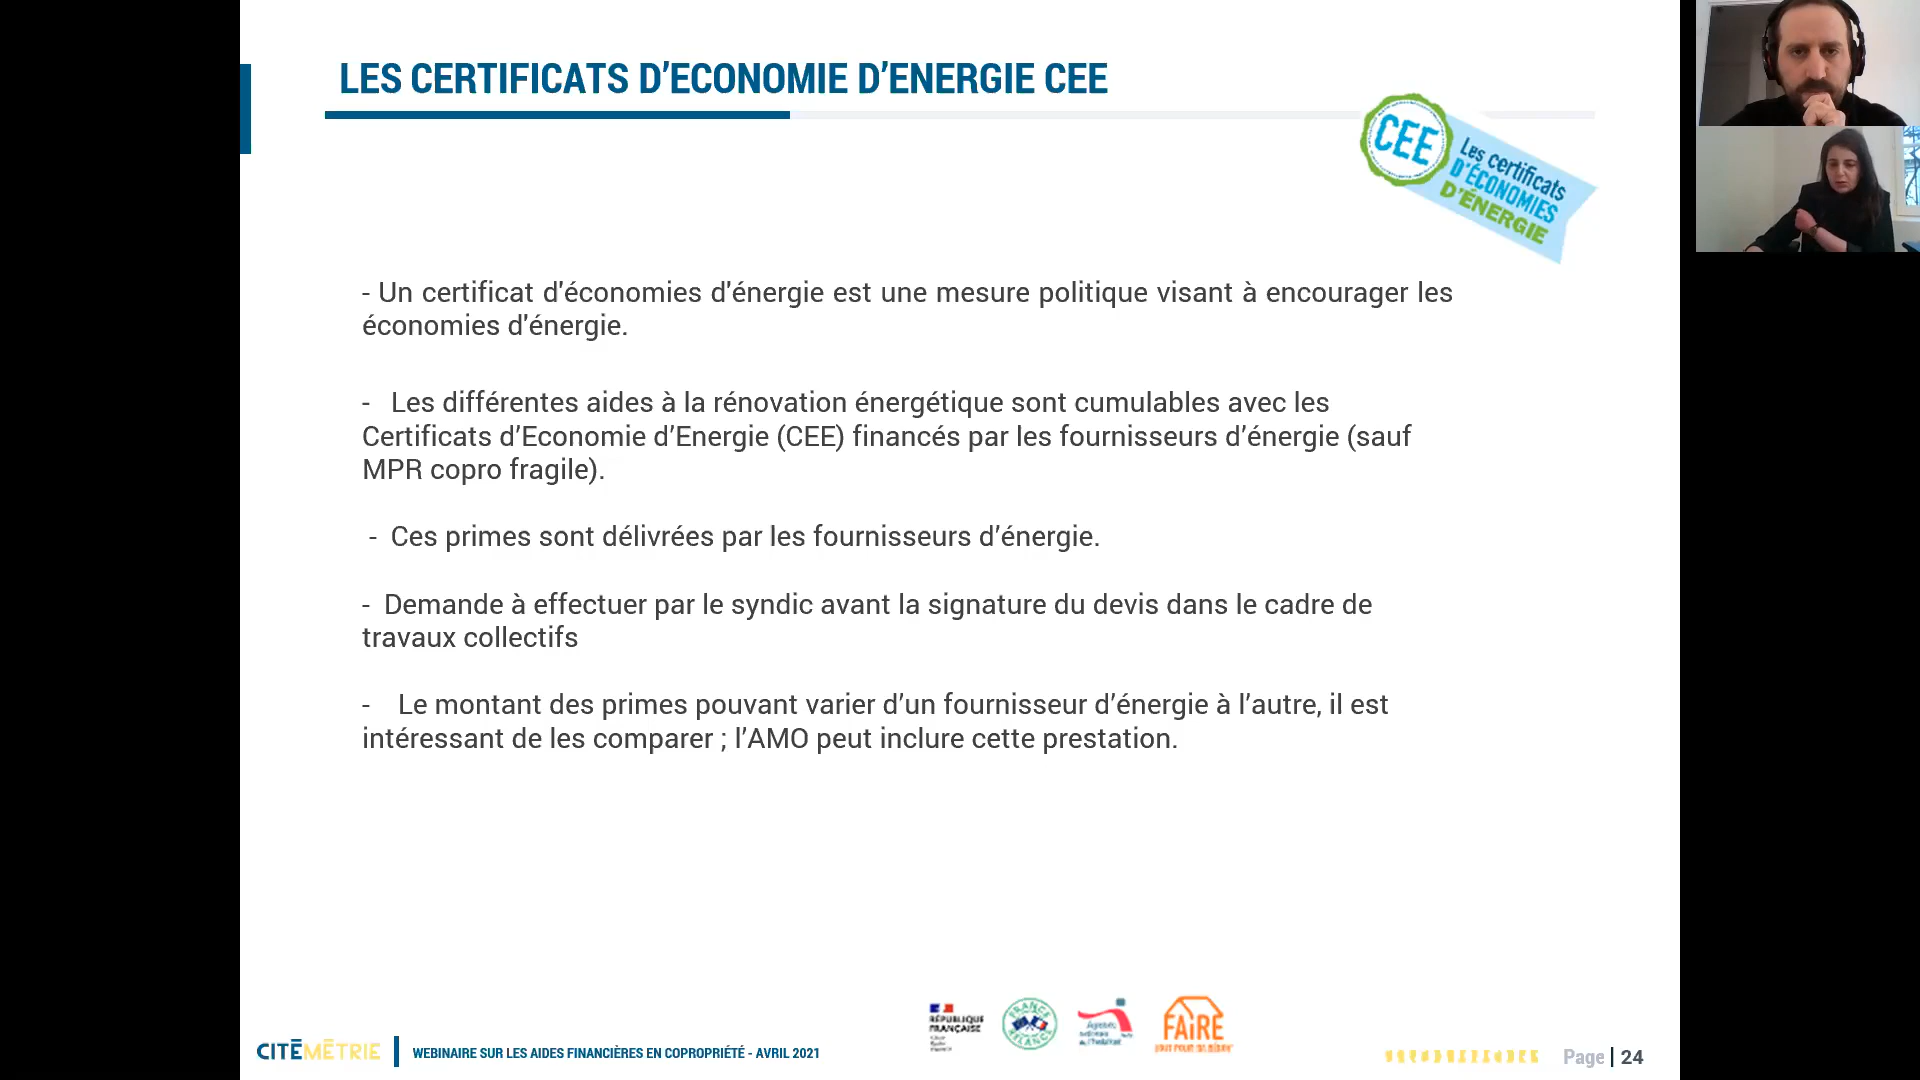 LES CERTIFICATS D’ECONOMIE D’ENERGIE CEE
CEE
Les certificats
D'ÉCONOMIES
D'ÉNERGIE
- Un certificat d'économies d'énergie est une mesure politique visant à encourager les
économies d'énergie.
- Les différentes aides à la rénovation énergétique sont cumulables avec les
Certificats d’Economie d’Energie (CEE) financés par les fournisseurs d’énergie (sauf
MPR copro fragile).
- Ces primes sont délivrées par les fournisseurs d’énergie.
- Demande à effectuer par le syndic avant la signature du devis dans le cadre de
travaux collectifs
- Le montant des primes pouvant varier d’un fournisseur d’énergie à l’autre, il est
intéressant de les comparer ; l’AMO peut inclure cette prestation.
RÉPUBLIQUE
FRANÇAISE
FRANCE
RELANCE
FAIRE
CITĒMÉTRIE
WEBINAIRE SUR LES AIDES FINANCIÈRES EN COPROPRIÉTÉ - AVRIL 2021
Page | 24